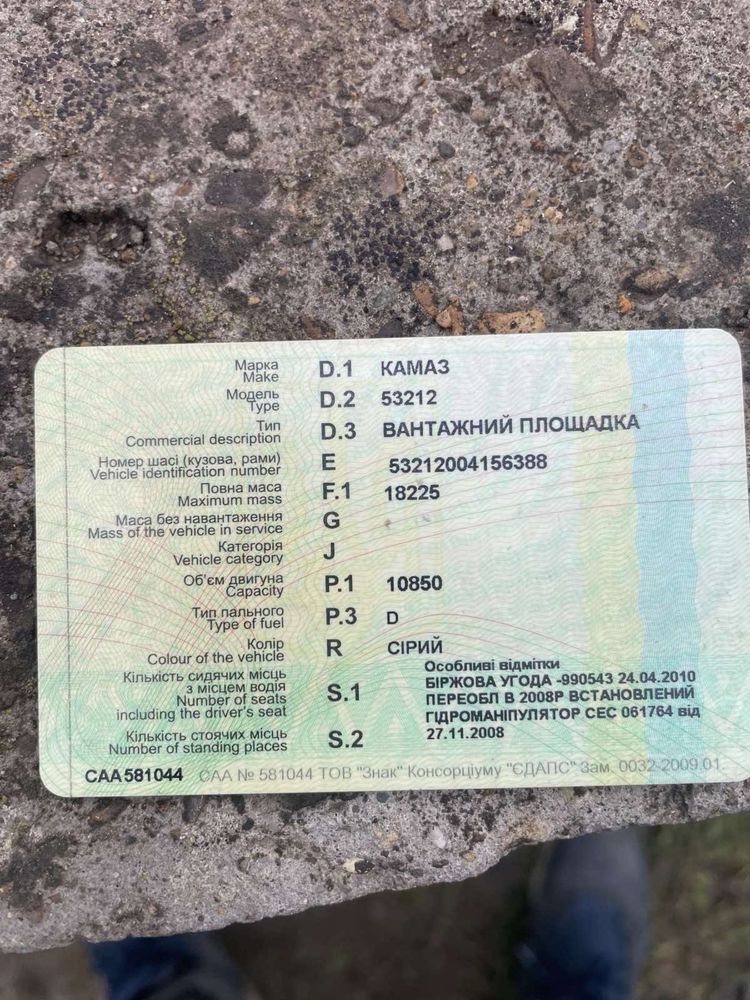 Марка
Make
D.1 КАМАЗ
Модель
Type
D.2 53212
Тип
Commercial description
D.3 ВАНТАЖНИЙ ПЛОЩАДКА
Номер шасі (кузова, рами)
Vehicle identification number
E 53212004156388
Повна маса
Maximum mass
F.1 18225
Маса без навантаження
Mass of the vehicle in service
G
Категорія
Vehicle category
J
Об'єм двигуна
Capacity
P.1 10850
Тип пального
Type of fuel
P.3 D
Колір
Colour of the vehicle
R СІРИЙ
Кількість сидячих місць
з місцем водія
Number of seats
including the driver's seat
S.1
Особливі відмітки
БІРЖОВА УГОДА -990543 24.04.2010
ПЕРЕОБЛ В 2008Р ВСТАНОВЛЕНИЙ
ГІДРОМАНІПУЛЯТОР СЕС 061764 від
27.11.2008
Кількість стоячих місць
Number of standing places
S.2
САА581044 САА № 581044 ТОВ "Знак" Консорціуму "ЄДАПС" Зам. 0032-2009.01.